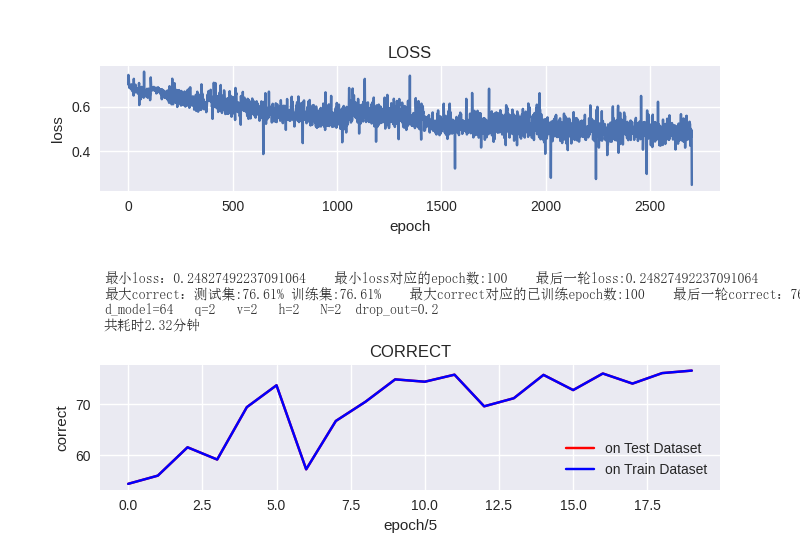 LOSS
0.6
0.4
loss
0 500 1000 1500 2000 2500
epoch
最小loss：0.24827492237091064 最小loss对应的epoch数:100 最后一轮loss:0.24827492237091064
最大correct：测试集:76.61% 训练集:76.61% 最大correct对应的已训练epoch数:100 最后一轮correct：76
d_model=64 q=2 v=2 h=2 N=2 drop_out=0.2
共耗时2.32分钟
CORRECT
70
60
correct
on Test Dataset
on Train Dataset
0.0 2.5 5.0 7.5 10.0 12.5 15.0 17.5
epoch/5